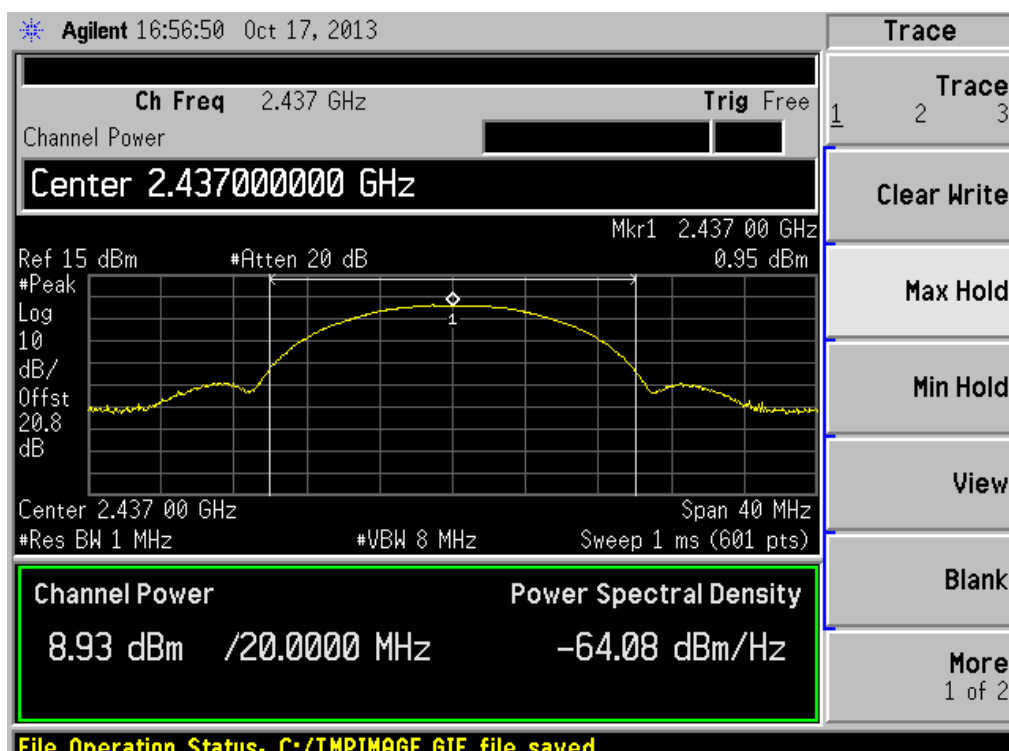 Agilent 16:56:50 Oct 17, 2013
Trace
Ch Freq 2.437 GHz Trig Free
Channel Power
Center 2.437000000 GHz
Mkr1 2.437 00 GHz
Ref 15 dBm #Atten 20 dB 0.95 dBm
#Peak
Log
10
dB/
Offst
20.8
dB
1
Center 2.437 00 GHz Span 40 MHz
#Res BW 1 MHz #VBW 8 MHz Sweep 1 ms (601 pts)
Channel Power Power Spectral Density
8.93 dBm /20.0000 MHz -64.08 dBm/Hz
File Operation Status, C:/TMPIMAGE.GIF file saved
Trace
1 2 3
Clear Write
Max Hold
Min Hold
View
Blank
More
1 of 2